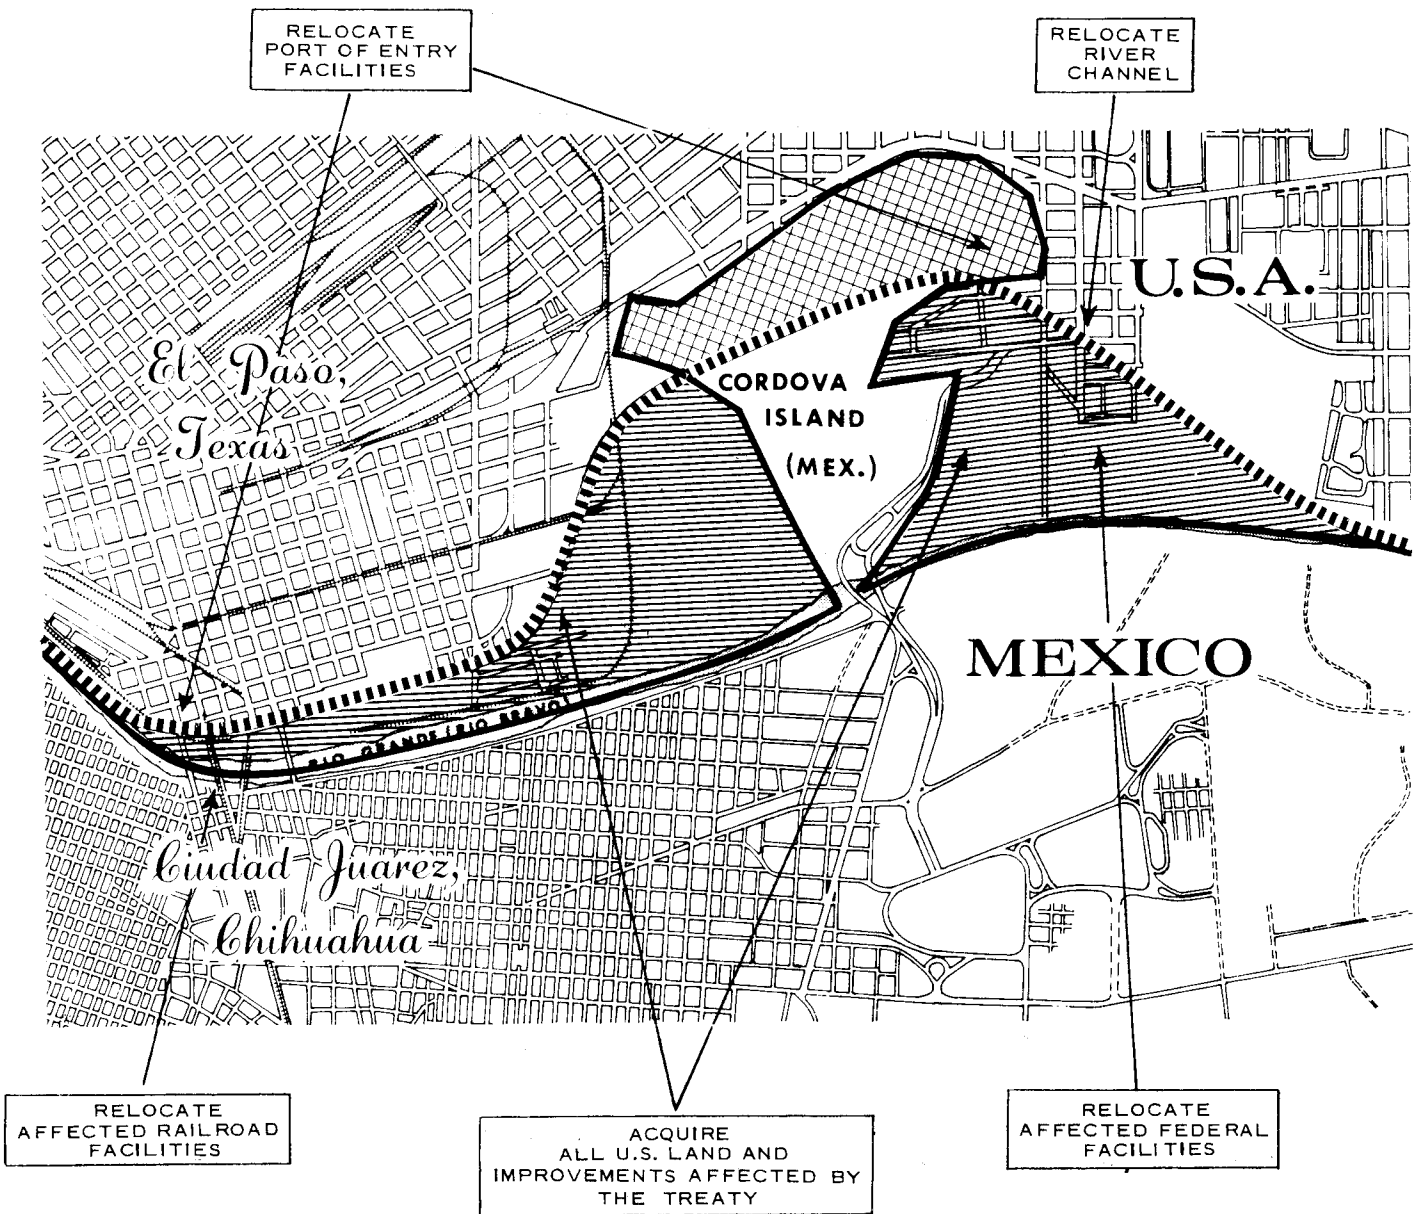 RELOCATE
PORT OF ENTRY
FACILITIES
RELOCATE
RIVER
CHANNEL
U.S.A.
El Paso,
Texas
CORDOVA
ISLAND
(MEX.)
MEXICO
RIO GRANDE (RIO BRAVO)
Ciudad Juarez,
Chihuahua
RELOCATE
AFFECTED RAILROAD
FACILITIES
ACQUIRE
ALL U.S. LAND AND
IMPROVEMENTS AFFECTED BY
THE TREATY
RELOCATE
AFFECTED FEDERAL
FACILITIES